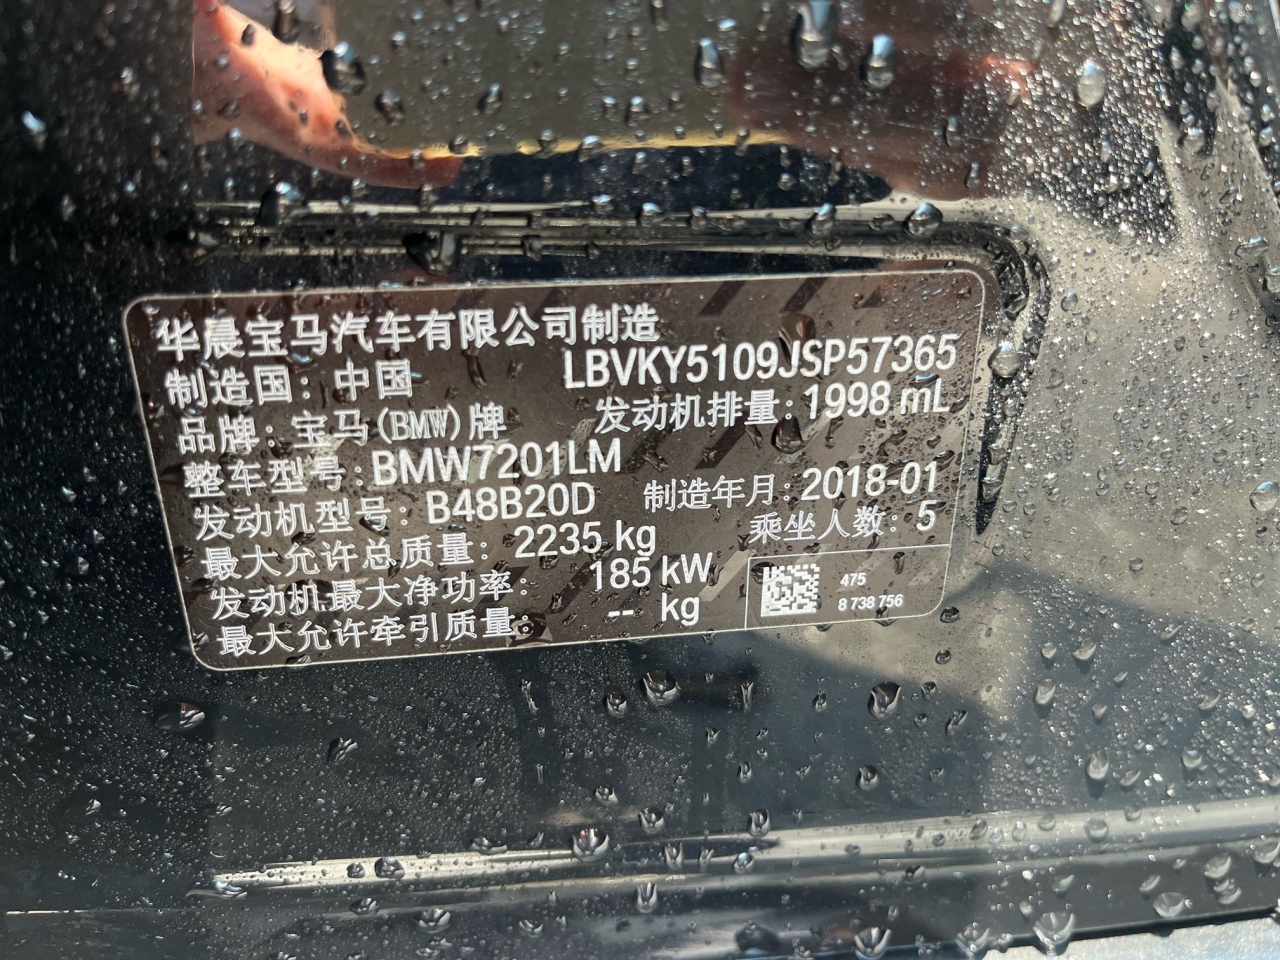 华晨宝马汽车有限公司制造
制造国：中国 LBVKY5109JSP57365
品牌：宝马(BMW)牌 发动机排量：1998 mL
整车型号：BMW7201LM
发动机型号：B48B20D 制造年月：2018-01
最大允许总质量：2235 kg 乘坐人数：5
发动机最大净功率：185 kW
最大允许牵引质量：-- kg
475
8 738 756